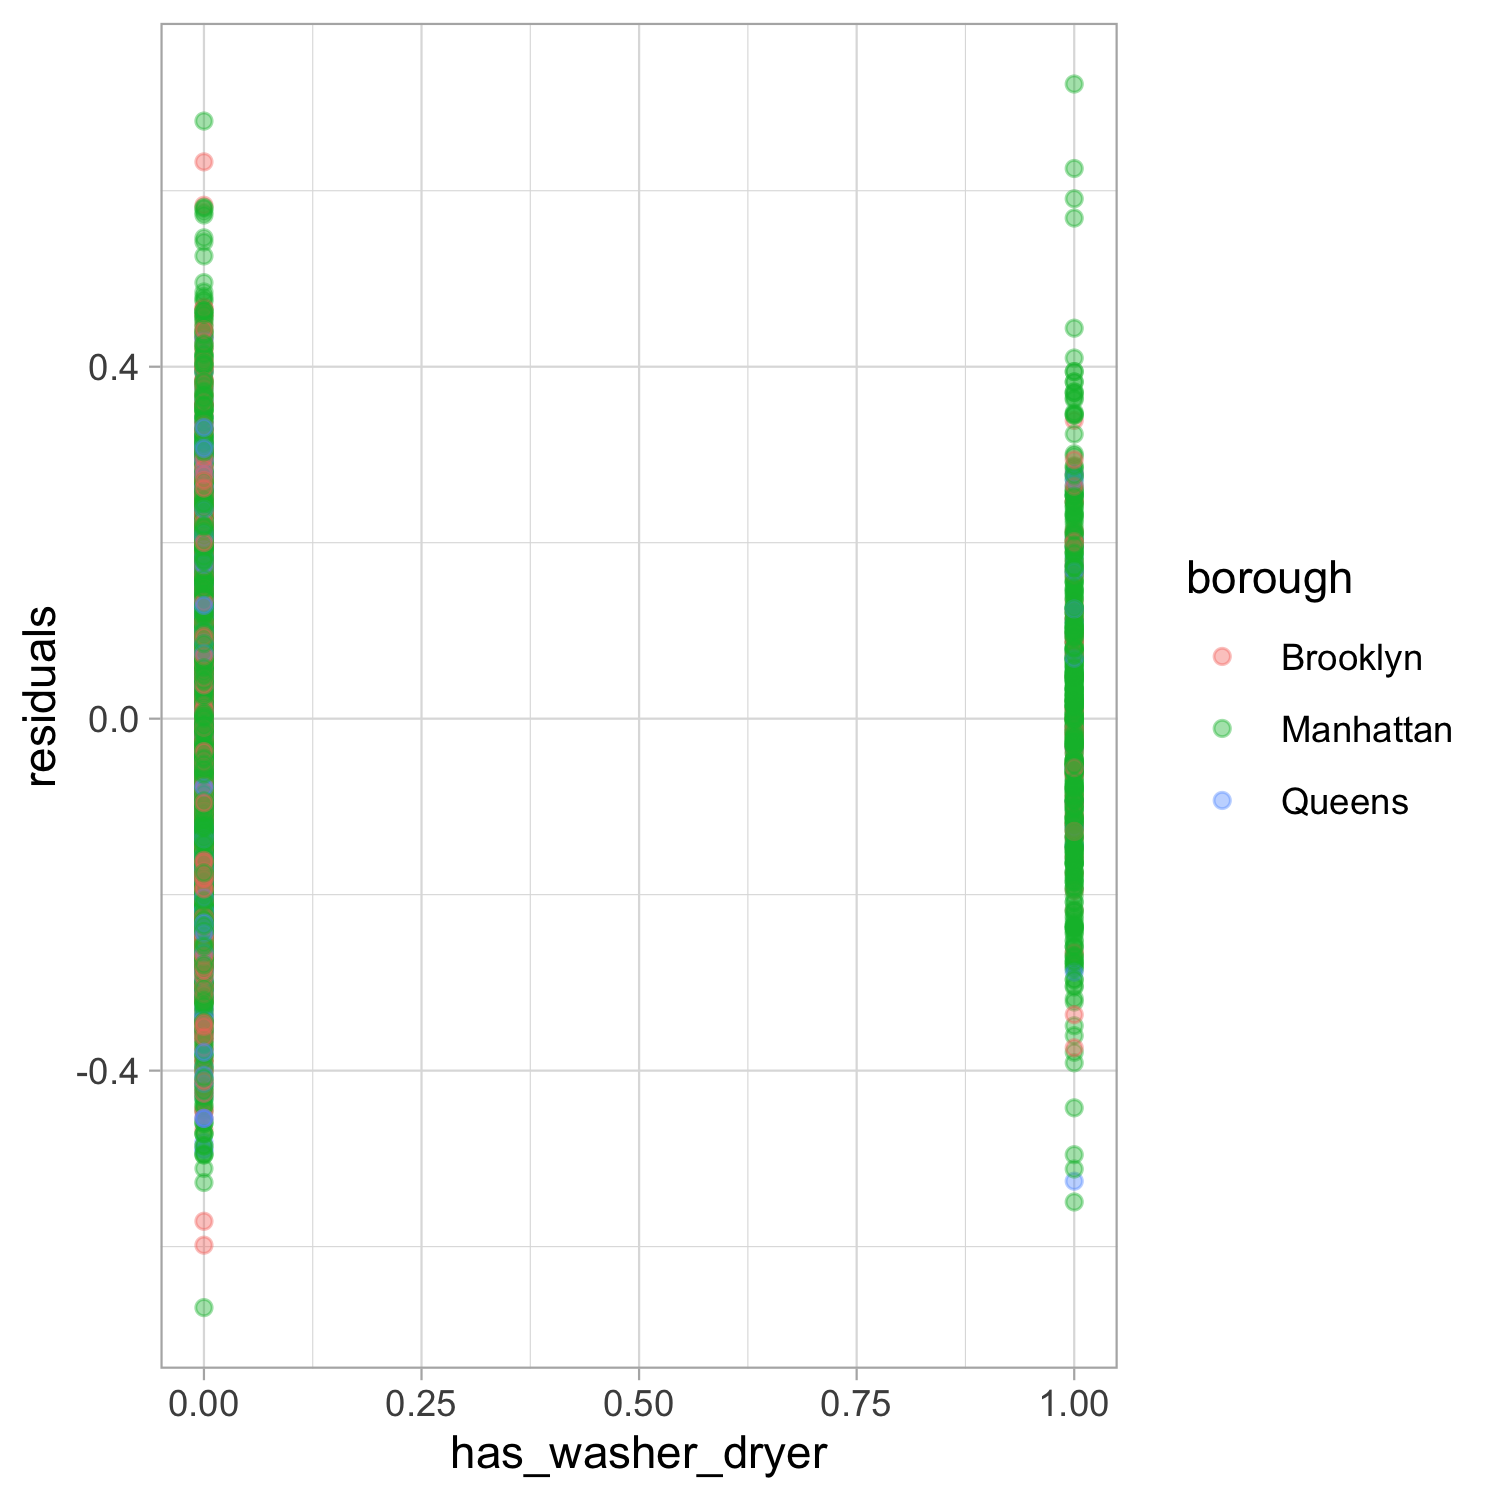 residuals
0.4
0.0
-0.4
0.00 0.25 0.50 0.75 1.00
has_washer_dryer
borough
Brooklyn
Manhattan
Queens